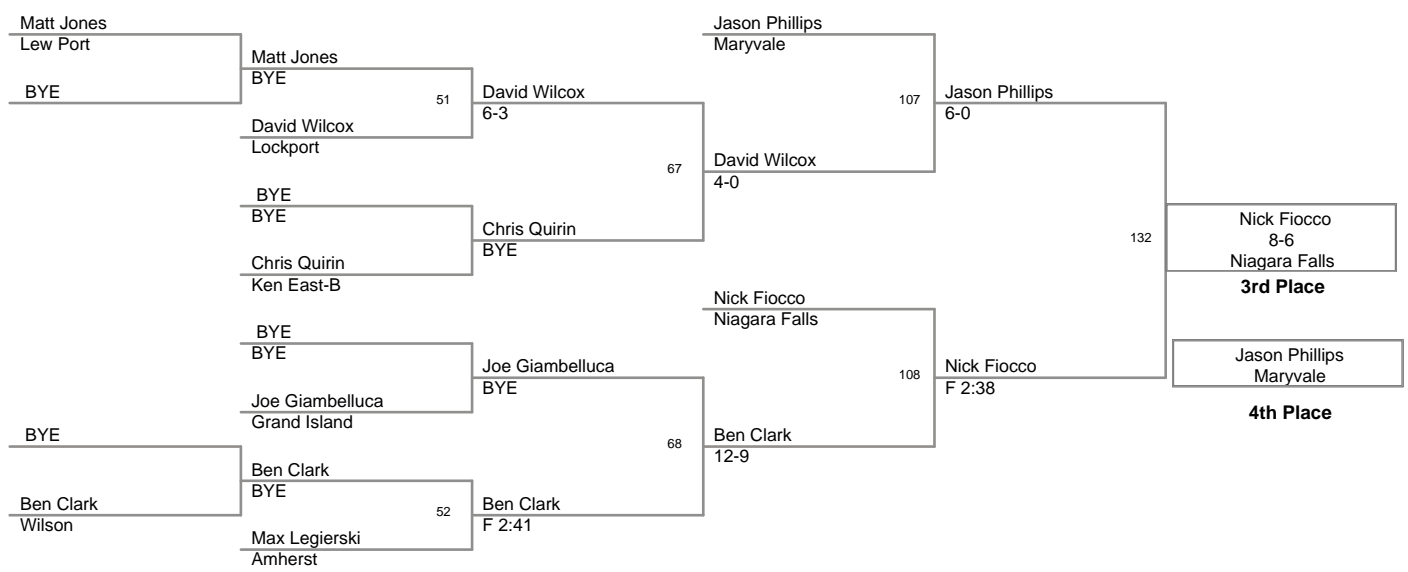 Matt Jones
Lew Port
BYE
Matt Jones
BYE
51
David Wilcox
Lockport
David Wilcox
6-3
BYE
BYE
Chris Quirin
Ken East-B
Chris Quirin
BYE
67
David Wilcox
4-0
Jason Phillips
Maryvale
107
Jason Phillips
6-0
BYE
BYE
Joe Giambelluca
Grand Island
Joe Giambelluca
BYE
BYE
Ben Clark
Wilson
Ben Clark
BYE
52
Max Legierski
Amherst
Ben Clark
F 2:41
68
Ben Clark
12-9
Nick Fiocco
Niagara Falls
108
Nick Fiocco
F 2:38
132
Nick Fiocco
8-6
Niagara Falls
3rd Place
Jason Phillips
Maryvale
4th Place